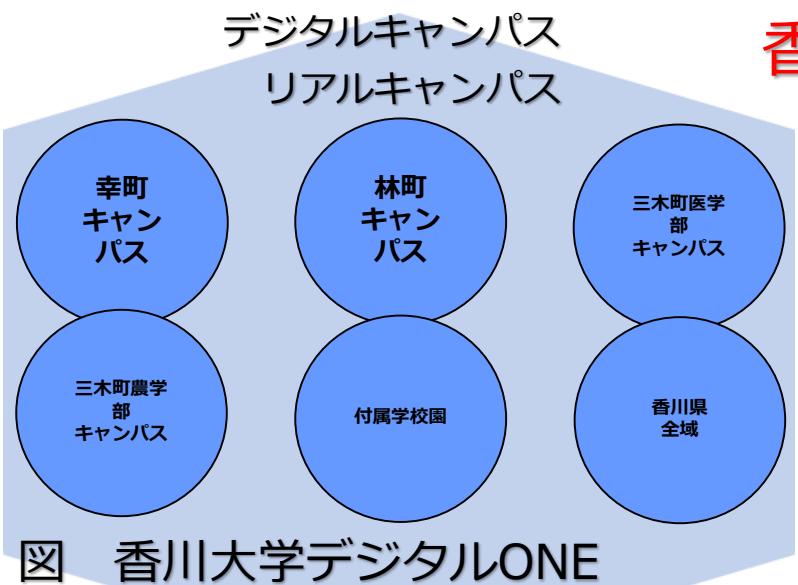 デジタルキャンパス
香
リアルキャンパス
幸町
キャン
パス
林町
キャン
パス
三木町医学
部
キャンパス
三木町農学
部
キャンパス
付属学校園
香川県
全域
図　香川大学デジタルONE